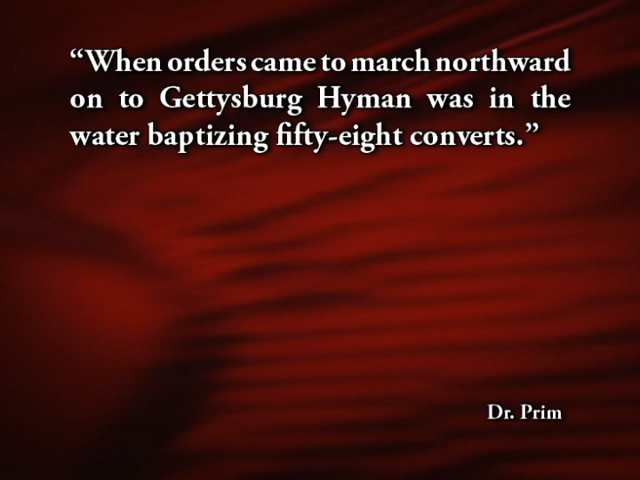 “When orders came to march northward
on to Gettysburg Hyman was in the
water baptizing fifty-eight converts.”
Dr. Prim